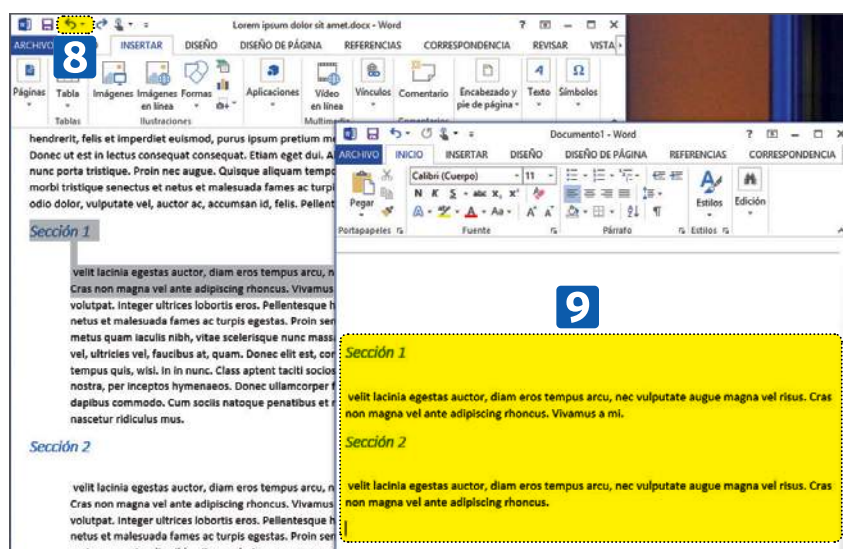 Lorem ipsum dolor sit amet.docx - Word
ARCHIVO
INSERTAR DISEÑO DISEÑO DE PÁGINA REFERENCIAS CORRESPONDENCIA REVISAR VISTA
8
Páginas Tabla Imágenes Imágenes en línea Formas Aplicaciones Vídeo en línea Vínculos Comentario Encabezado y pie de página Texto Símbolos
Tablas Ilustraciones
hendrerit, felis et imperdiet euismod, purus ipsum pretium
Donec ut est in lectus consequat consequat. Etiam eget dui.
nunc porta tristique. Proin nec augue. Quisque aliquam
morbi tristique senectus et netus et malesuada fames ac
odio dolor, vulputate vel, auctor ac, accumsan id, felis.
Sección 1
velit lacinia egestas auctor, diam eros tempus arcu,
Cras non magna vel ante adipiscing rhoncus. Vivamus
volutpat. Integer ultrices lobortis eros. Pellentesque
netus et malesuada fames ac turpis egestas. Proin
metus quam iaculis nibh, vitae scelerisque nunc
vel, ultricies vel, faucibus at, quam. Donec elit est,
tempus quis, wisi. In in nunc. Class aptent taciti
nostra, per inceptos hymenaeos. Donec ullamcorper
dapibus commodo. Cum sociis natoque penatibus et
nascetur ridiculus mus.
Sección 2
velit lacinia egestas auctor, diam eros tempus arcu,
Cras non magna vel ante adipiscing rhoncus. Vivamus
volutpat. Integer ultrices lobortis eros. Pellentesque
netus et malesuada fames ac turpis egestas. Proin
Documento1 - Word
ARCHIVO INICIO INSERTAR DISEÑO DISEÑO DE PÁGINA REFERENCIAS CORRESPONDENCIA
Calibri (Cuerpo) 11
N K S abc x, x²
A A Aa A A
Pegar Estilos Edición
Portapapeles Fuente Párrafo Estilos
9
Sección 1
velit lacinia egestas auctor, diam eros tempus arcu, nec vulputate augue magna vel risus. Cras
non magna vel ante adipiscing rhoncus. Vivamus a mi.
Sección 2
velit lacinia egestas auctor, diam eros tempus arcu, nec vulputate augue magna vel risus. Cras
non magna vel ante adipiscing rhoncus.